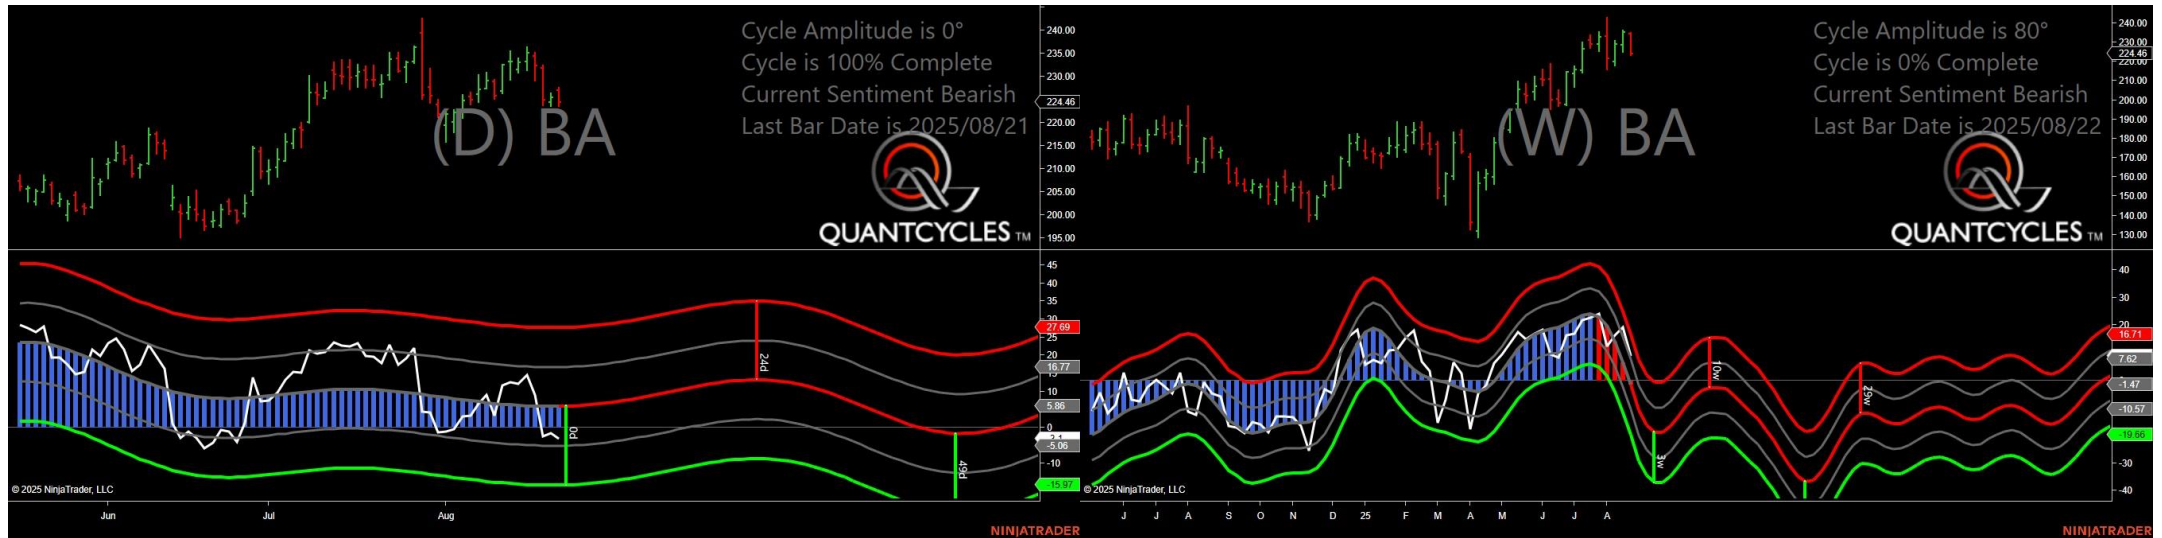 Cycle Amplitude is 0°
Cycle is 100% Complete
Current Sentiment Bearish
Last Bar Date is 2025/08/21
(D) BA
QUANTCYCLES TM
240.00
235.00
230.00
224.46
220.00
215.00
210.00
205.00
200.00
195.00
45
40
35
30
27.69
25
20
16.77
15
10
5.86
0
-5.06
-10
-15.97
0d
24d
49d
© 2025 NinjaTrader, LLC
Jun Jul Aug
NINJATRADER
Cycle Amplitude is 80°
Cycle is 0% Complete
Current Sentiment Bearish
Last Bar Date is 2025/08/22
(W) BA
QUANTCYCLES TM
240.00
230.00
224.46
210.00
200.00
190.00
180.00
170.00
160.00
150.00
140.00
130.00
40
30
20
16.71
7.62
-1.47
-10.57
-19.66
-30
-40
3w
10w
29w
© 2025 NinjaTrader, LLC
J J A S O N D 25 F M A M J J A
NINJATRADER